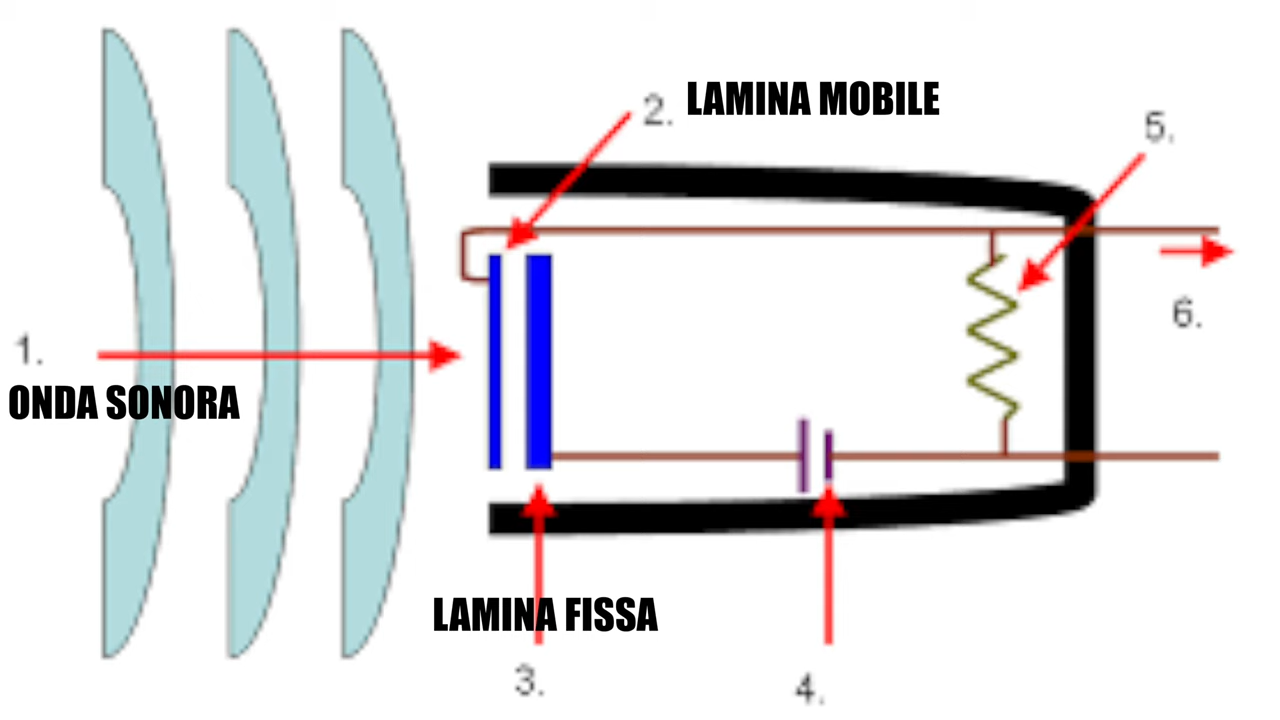 2. LAMINA MOBILE
5.
6.
1.
ONDA SONORA
LAMINA FISSA
3.
4.